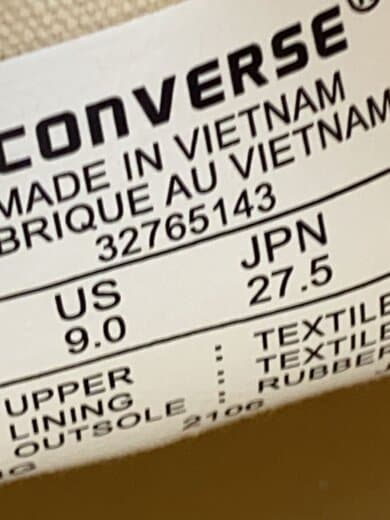 CONVERSE®
MADE IN VIETNAM
BRIQUE AU VIETNAM
32765143
US JPN
9.0 27.5
UPPER : TEXTILE
LINING : TEXTILE
OUTSOLE : RUBBER
2106